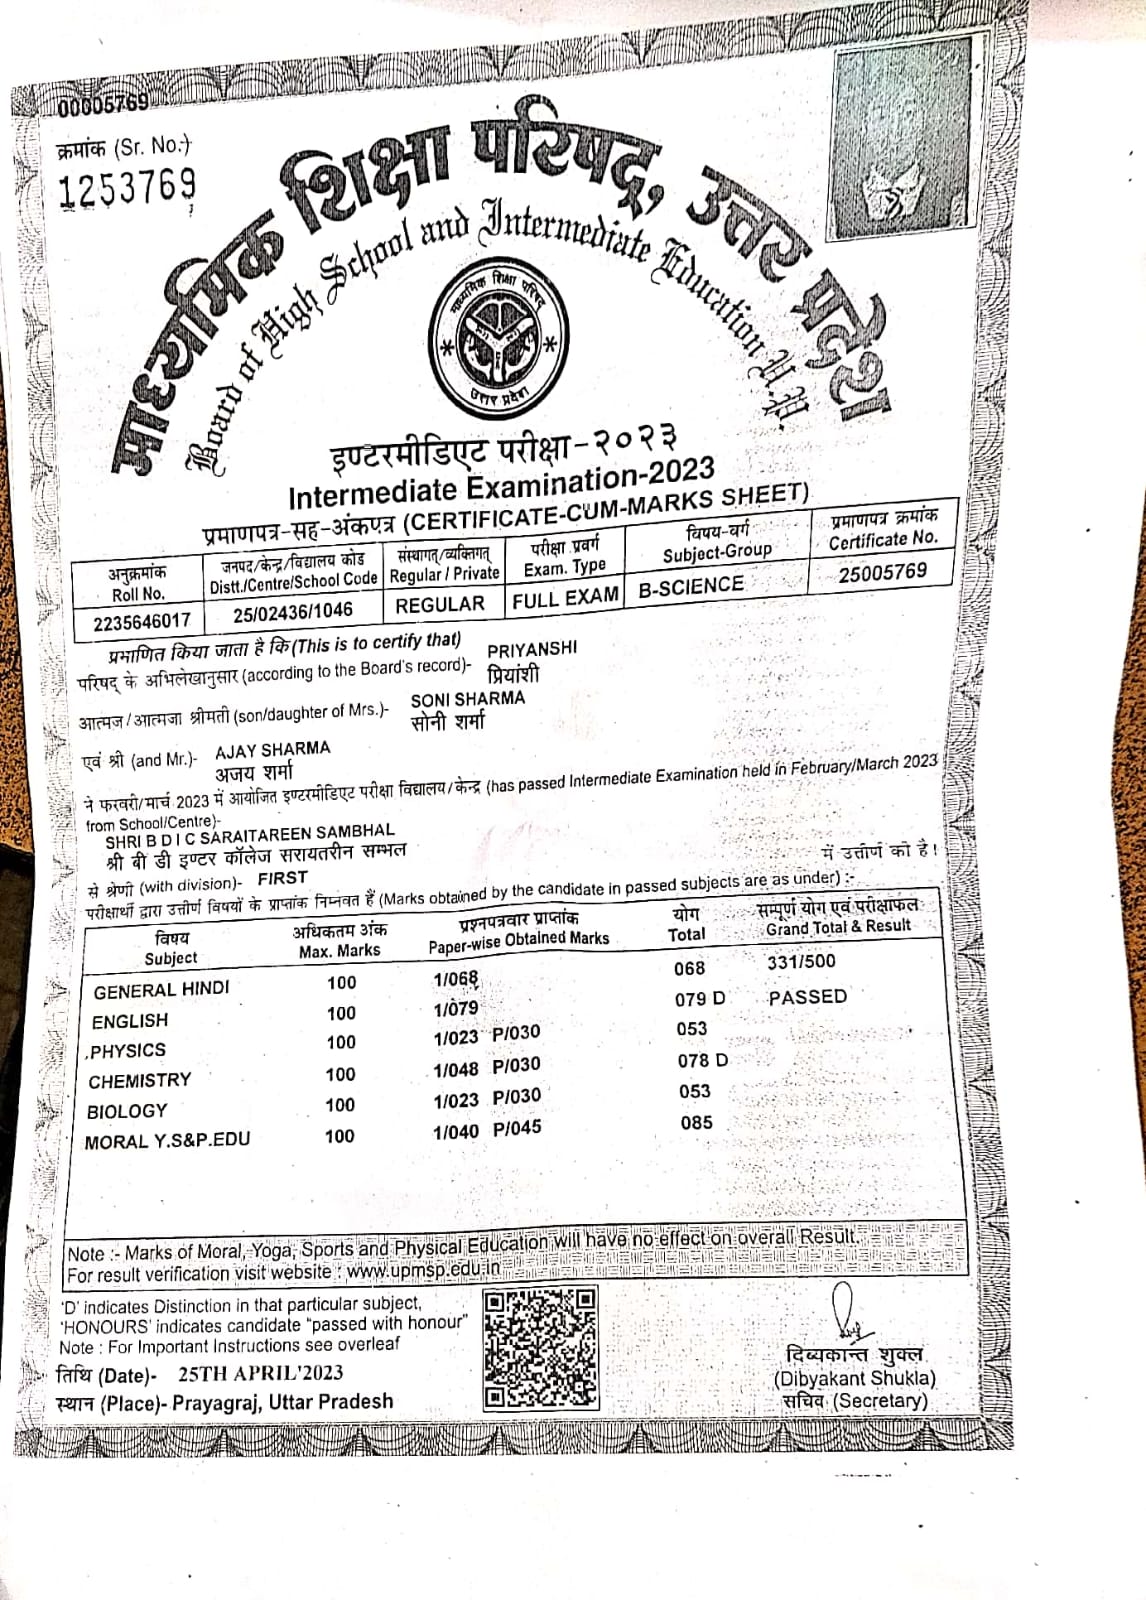 00005769
क्रमांक (Sr. No.)
1253769
माध्यमिक शिक्षा परिषद्, उत्तर प्रदेश
Board of High School and Intermediate Education U.P.
माध्यमिक शिक्षा परिषद्
उत्तर प्रदेश
इण्टरमीडिएट परीक्षा-२०२३
Intermediate Examination-2023
प्रमाणपत्र-सह-अंकपत्र (CERTIFICATE-CUM-MARKS SHEET)
अनुक्रमांक जनपद/केन्द्र/विद्यालय कोड संस्थागत/व्यक्तिगत परीक्षा प्रवर्ग विषय-वर्ग प्रमाणपत्र क्रमांक
Roll No. Distt./Centre/School Code Regular / Private Exam. Type Subject-Group Certificate No.
2235646017 25/02436/1046 REGULAR FULL EXAM B-SCIENCE 25005769
प्रमाणित किया जाता है कि (This is to certify that) PRIYANSHI
परिषद् के अभिलेखानुसार (according to the Board's record)- प्रियांशी
SONI SHARMA
आत्मज/आत्मजा श्रीमती (son/daughter of Mrs.)- सोनी शर्मा
एवं श्री (and Mr.)- AJAY SHARMA
अजय शर्मा
ने फरवरी/मार्च 2023 में आयोजित इण्टरमीडिएट परीक्षा विद्यालय/केन्द्र (has passed Intermediate Examination held in February/March 2023
from School/Centre)-
SHRI B D I C SARAITAREEN SAMBHAL
श्री बी डी इण्टर कॉलेज सरायतरीन सम्भल में उत्तीर्ण की है।
से श्रेणी (with division)- FIRST
परीक्षार्थी द्वारा उत्तीर्ण विषयों के प्राप्तांक निम्नवत हैं (Marks obtained by the candidate in passed subjects are as under) :-
विषय अधिकतम अंक प्रश्नपत्रवार प्राप्तांक योग सम्पूर्ण योग एवं परीक्षाफल
Subject Max. Marks Paper-wise Obtained Marks Total Grand Total & Result
GENERAL HINDI 100 1/068 068 331/500
ENGLISH 100 1/079 079 D PASSED
PHYSICS 100 1/023 P/030 053
CHEMISTRY 100 1/048 P/030 078 D
BIOLOGY 100 1/023 P/030 053
MORAL Y.S&P.EDU 100 1/040 P/045 085
Note :- Marks of Moral, Yoga, Sports and Physical Education will have no effect on overall Result.
For result verification visit website : www.upmsp.edu.in
'D' indicates Distinction in that particular subject,
'HONOURS' indicates candidate "passed with honour"
Note : For Important Instructions see overleaf
तिथि (Date)- 25TH APRIL'2023
स्थान (Place)- Prayagraj, Uttar Pradesh
दिव्यकान्त शुक्ल
(Dibyakant Shukla)
सचिव (Secretary)